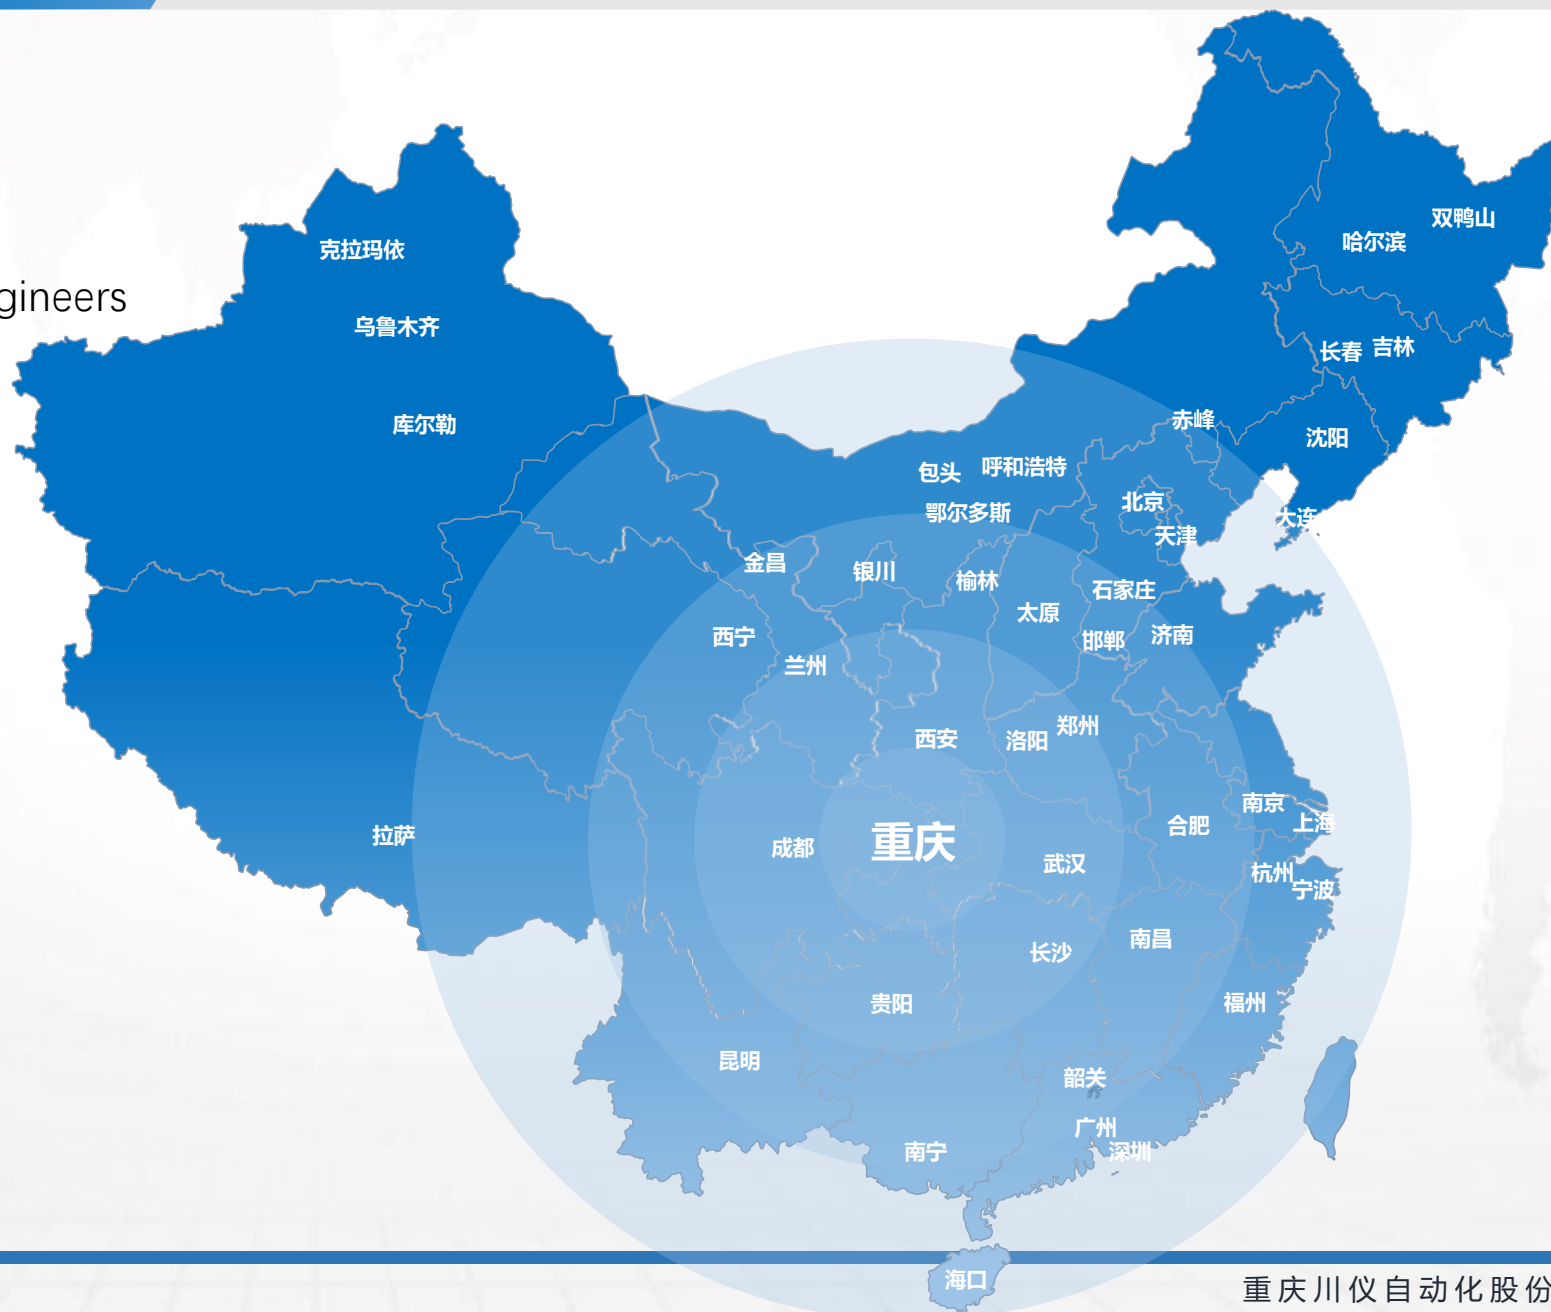 双鸭山
哈尔滨
克拉玛依
gineers
乌鲁木齐
长春
吉林
赤峰
库尔勒
沈阳
包头
呼和浩特
北京
鄂尔多斯
大连
天津
金昌
银川
榆林
石家庄
太原
西宁
邯郸
济南
兰州
郑州
西安
洛阳
南京
上海
合肥
拉萨
重庆
成都
武汉
杭州
宁波
南昌
长沙
贵阳
福州
昆明
韶关
广州
南宁
深圳
海口
重庆川仪自动化股份